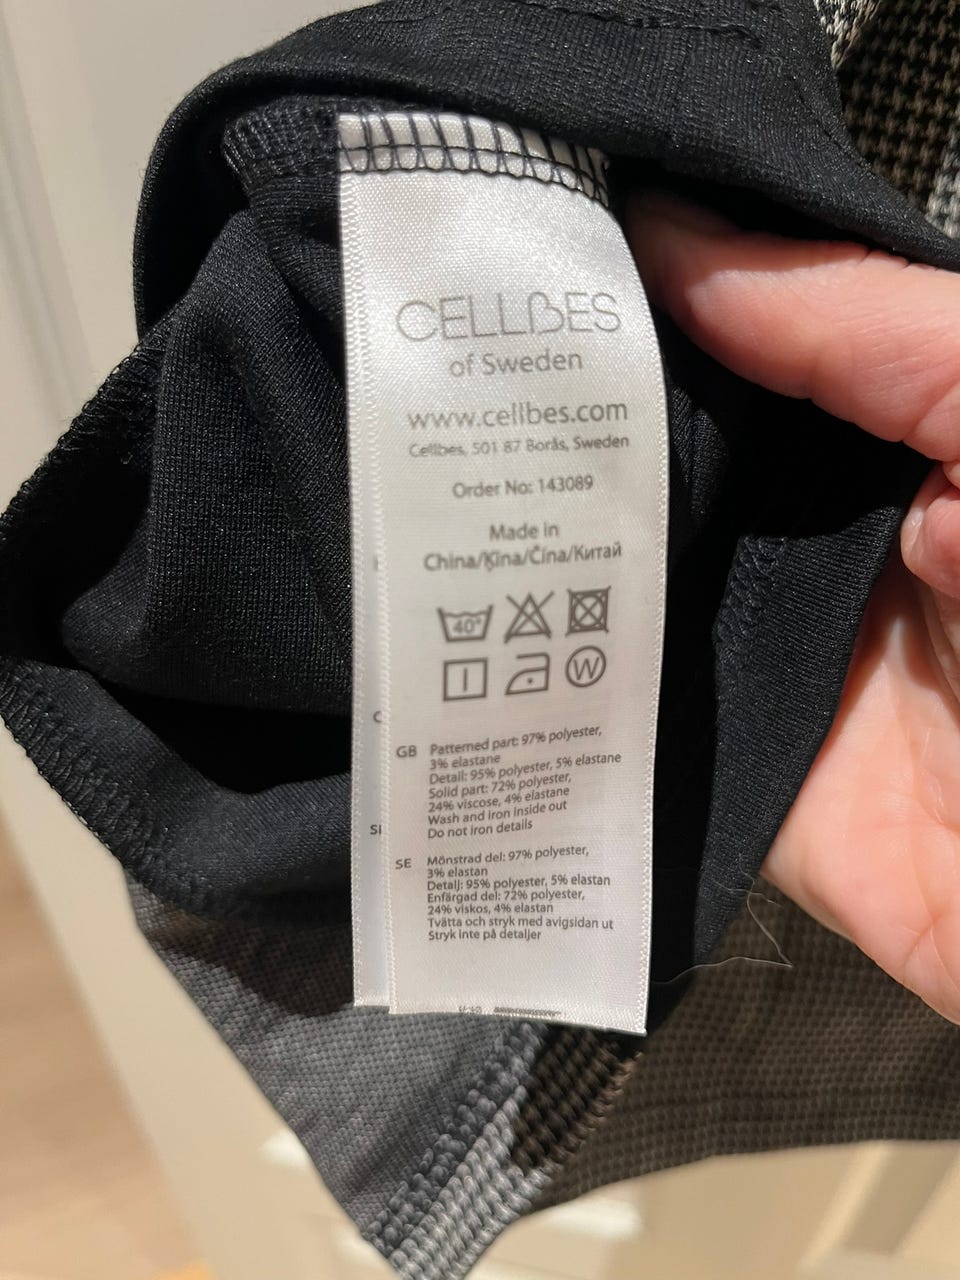 CELLBES
of Sweden
www.cellbes.com
Cellbes, 501 87 Borås, Sweden
Order No: 143089
Made in
China/Ķīna/Čína/Китай
40°
W
GB Patterned part: 97% polyester,
3% elastane
Detail: 95% polyester, 5% elastane
Solid part: 72% polyester,
24% viscose, 4% elastane
Wash and iron inside out
Do not iron details
SE Mönstrad del: 97% polyester,
3% elastan
Detalj: 95% polyester, 5% elastan
Enfärgad del: 72% polyester,
24% viskos, 4% elastan
Tvätta och stryk med avigsidan ut
Stryk inte på detaljer